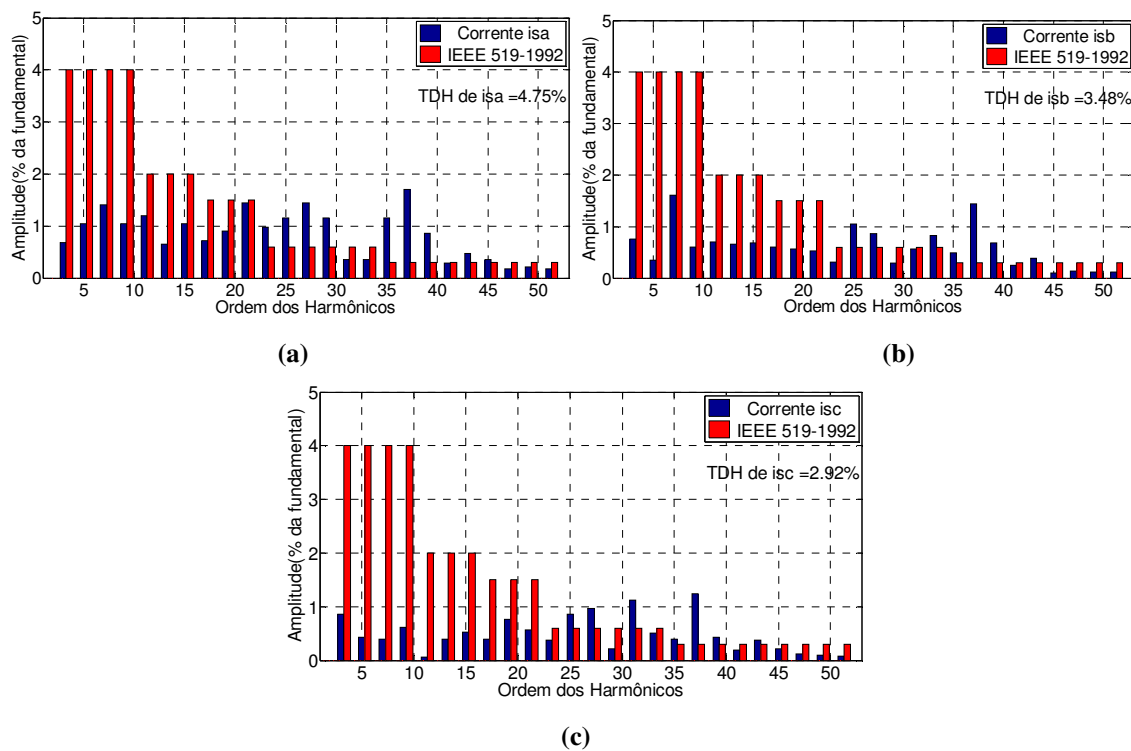 5
4
3
2
1
0
Amplitude(% da fundamental)
Corrente isa
IEEE 519-1992
TDH de isa =4.75%
5 10 15 20 25 30 35 40 45 50
Ordem dos Harmônicos
(a)
5
4
3
2
1
0
Amplitude(% da fundamental)
Corrente isb
IEEE 519-1992
TDH de isb =3.48%
5 10 15 20 25 30 35 40 45 50
Ordem dos Harmônicos
(b)
5
4
3
2
1
0
Amplitude(% da fundamental)
Corrente isc
IEEE 519-1992
TDH de isc =2.92%
5 10 15 20 25 30 35 40 45 50
Ordem dos Harmônicos
(c)